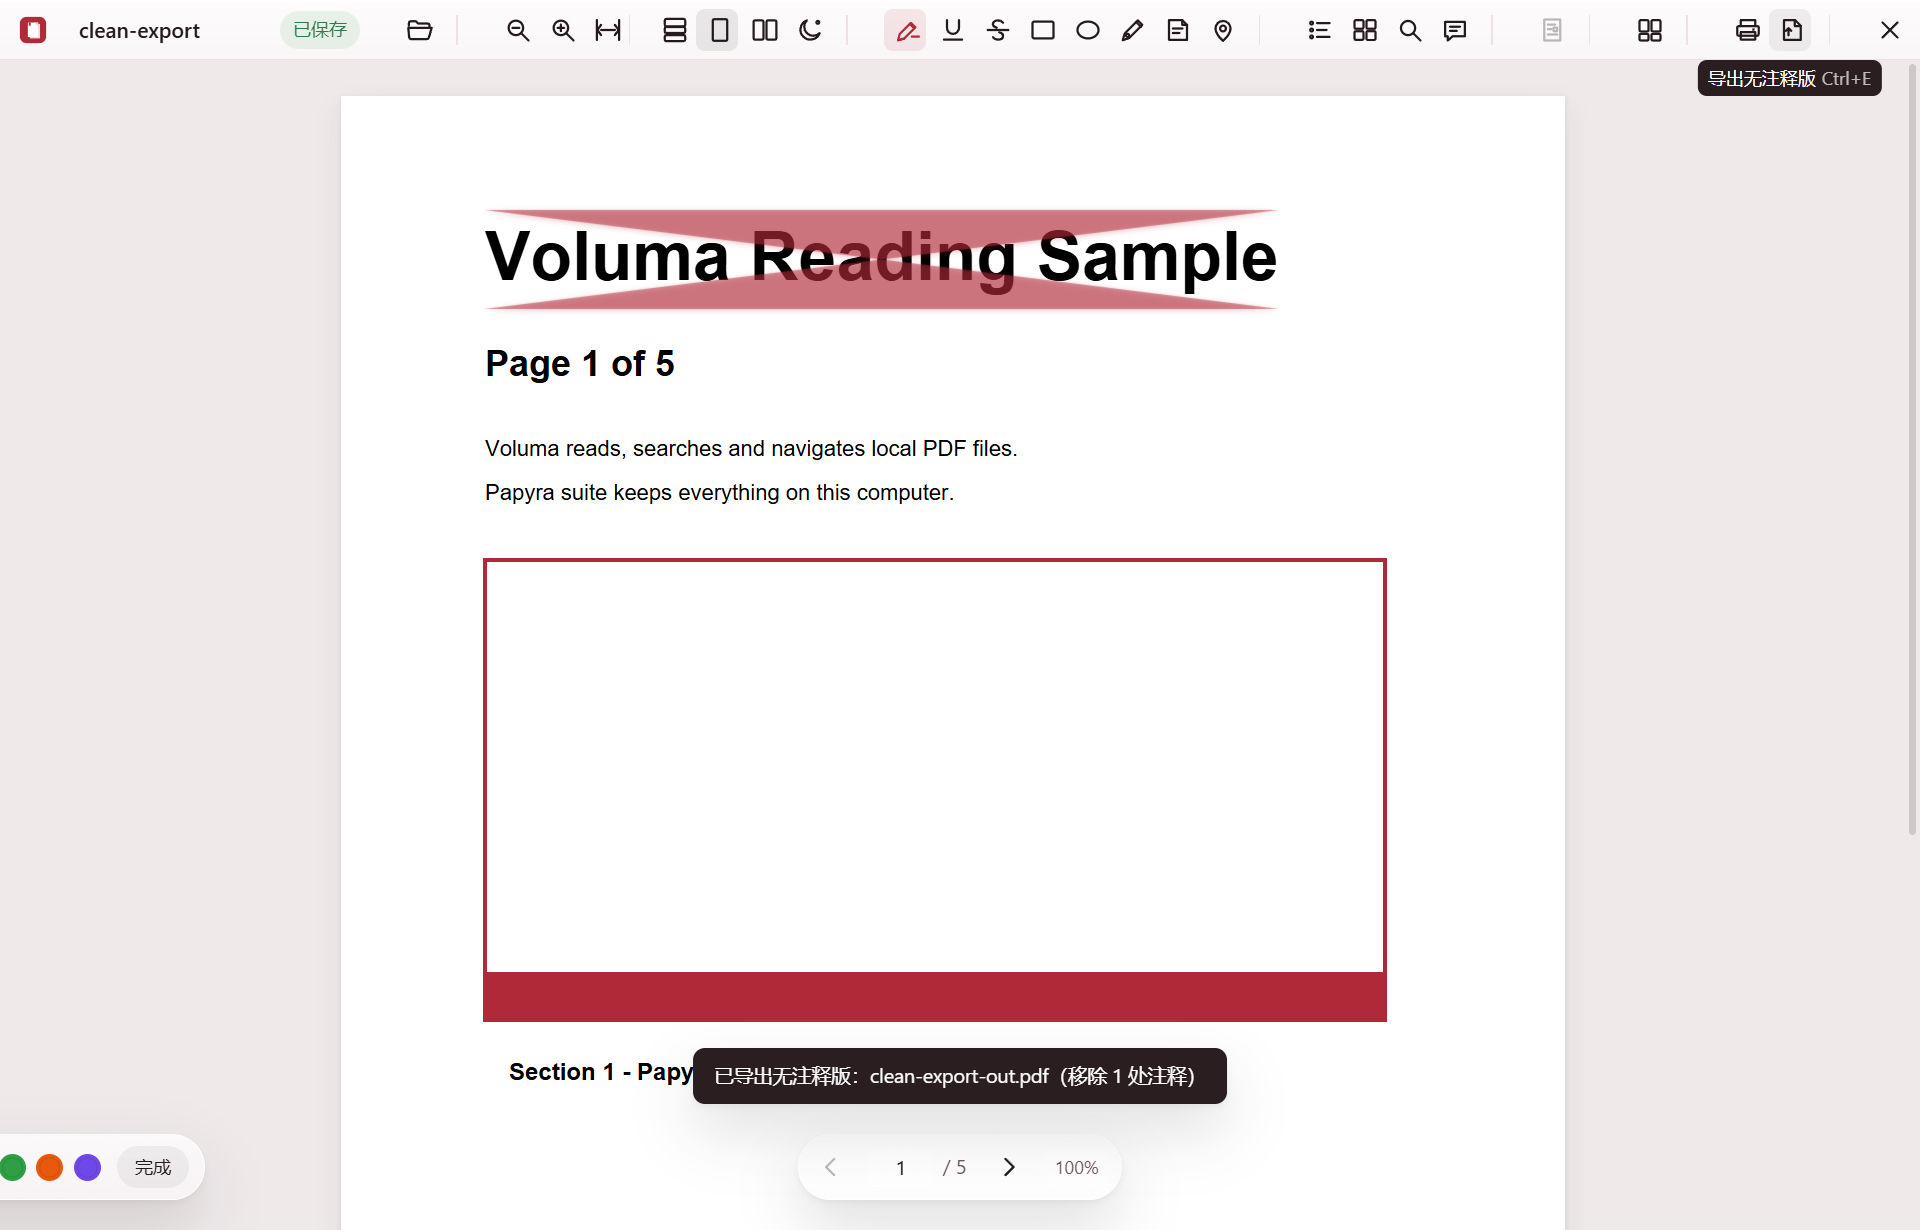 clean-export
已保存
导出无注释版 Ctrl+E
Voluma Reading Sample
Page 1 of 5
Voluma reads, searches and navigates local PDF files.
Papyra suite keeps everything on this computer.
Section 1 - Papy
已导出无注释版：clean-export-out.pdf（移除 1 处注释）
完成
1 / 5 100%